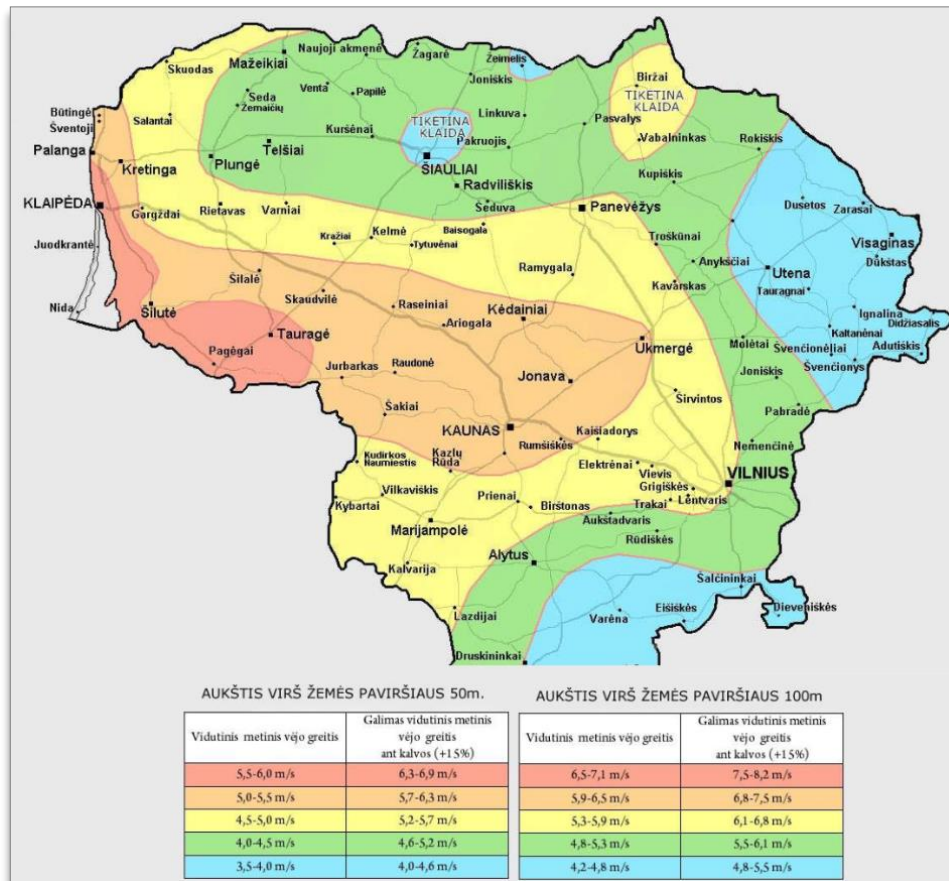 Naujoji akmenė
Žagarė
Žeimelis
Skuodas
Mažeikiai
Joniškis
Biržai
TIKĖTINA
KLAIDA
Seda
Žemaičių
Venta
Papilė
Linkuva
Būtingė
Šventoji
Salantai
TIKĖTINA
KLAIDA
Pasvalys
Kuršėnai
Pakruojis
Vabalninkas
Rokiškis
Palanga
Kretinga
Plungė
Telšiai
ŠIAULIAI
Radviliškis
Kupiškis
KLAIPĖDA
Gargždai
Rietavas
Varniai
Šeduva
Panevėžys
Dusetos
Zarasai
Juodkrantė
Kražiai
Kelmė
Tytuvėnai
Baisogala
Troškūnai
Visaginas
Dūkštas
Anykščiai
Ramygala
Utena
Šilalė
Skaudvilė
Kavarskas
Tauragnai
Nida
Šilutė
Raseiniai
Kėdainiai
Ignalina
Didžiasalis
Tauragė
Ariogala
Kaltanėnai
Pagėgai
Ukmergė
Molėtai
Švenčionėliai
Adutiškis
Jurbarkas
Raudonė
Jonava
Joniškis
Švenčionys
Šakiai
Širvintos
Pabradė
KAUNAS
Kaišiadorys
Rumšiškės
Nemenčinė
Kudirkos
Naumiestis
Kazlų
Rūda
Elektrėnai
Vievis
Grigiškės
VILNIUS
Vilkaviškis
Kybartai
Prienai
Birštonas
Trakai
Lentvaris
Marijampolė
Aukštadvaris
Rūdiškės
Alytus
Kalvarija
Šalčininkai
Lazdijai
Varėna
Eišiškės
Dieveniškės
Druskininkai
AUKŠTIS VIRŠ ŽEMĖS PAVIRŠIAUS 50m.
Vidutinis metinis vėjo greitis
Galimas vidutinis metinis
vėjo greitis
ant kalvos (+15%)
5,5-6,0 m/s
6,3-6,9 m/s
5,0-5,5 m/s
5,7-6,3 m/s
4,5-5,0 m/s
5,2-5,7 m/s
4,0-4,5 m/s
4,6-5,2 m/s
3,5-4,0 m/s
4,0-4,6 m/s
AUKŠTIS VIRŠ ŽEMĖS PAVIRŠIAUS 100m
Vidutinis metinis vėjo greitis
Galimas vidutinis metinis
vėjo greitis
ant kalvos (+15%)
6,5-7,1 m/s
7,5-8,2 m/s
5,9-6,5 m/s
6,8-7,5 m/s
5,3-5,9 m/s
6,1-6,8 m/s
4,8-5,3 m/s
5,5-6,1 m/s
4,2-4,8 m/s
4,8-5,5 m/s